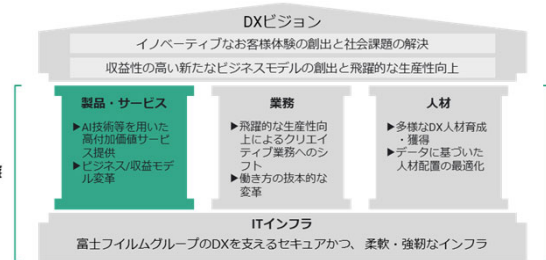 DXビジョン
イノベーティブなお客様体験の創出と社会課題の解決
収益性の高い新たなビジネスモデルの創出と飛躍的な生産性向上
製品・サービス
▶AI技術等を用いた
高付加価値サービ
ス提供
▶ビジネス/収益モデ
ル変革
業務
▶飛躍的な生産性向
上によるクリエイ
ティブ業務へのシ
フト
▶働き方の抜本的な
変革
人材
▶多様なDX人材育成
・獲得
▶データに基づいた
人材配置の最適化
ITインフラ
富士フイルムグループのDXを支えるセキュアかつ、柔軟・強靭なインフラ